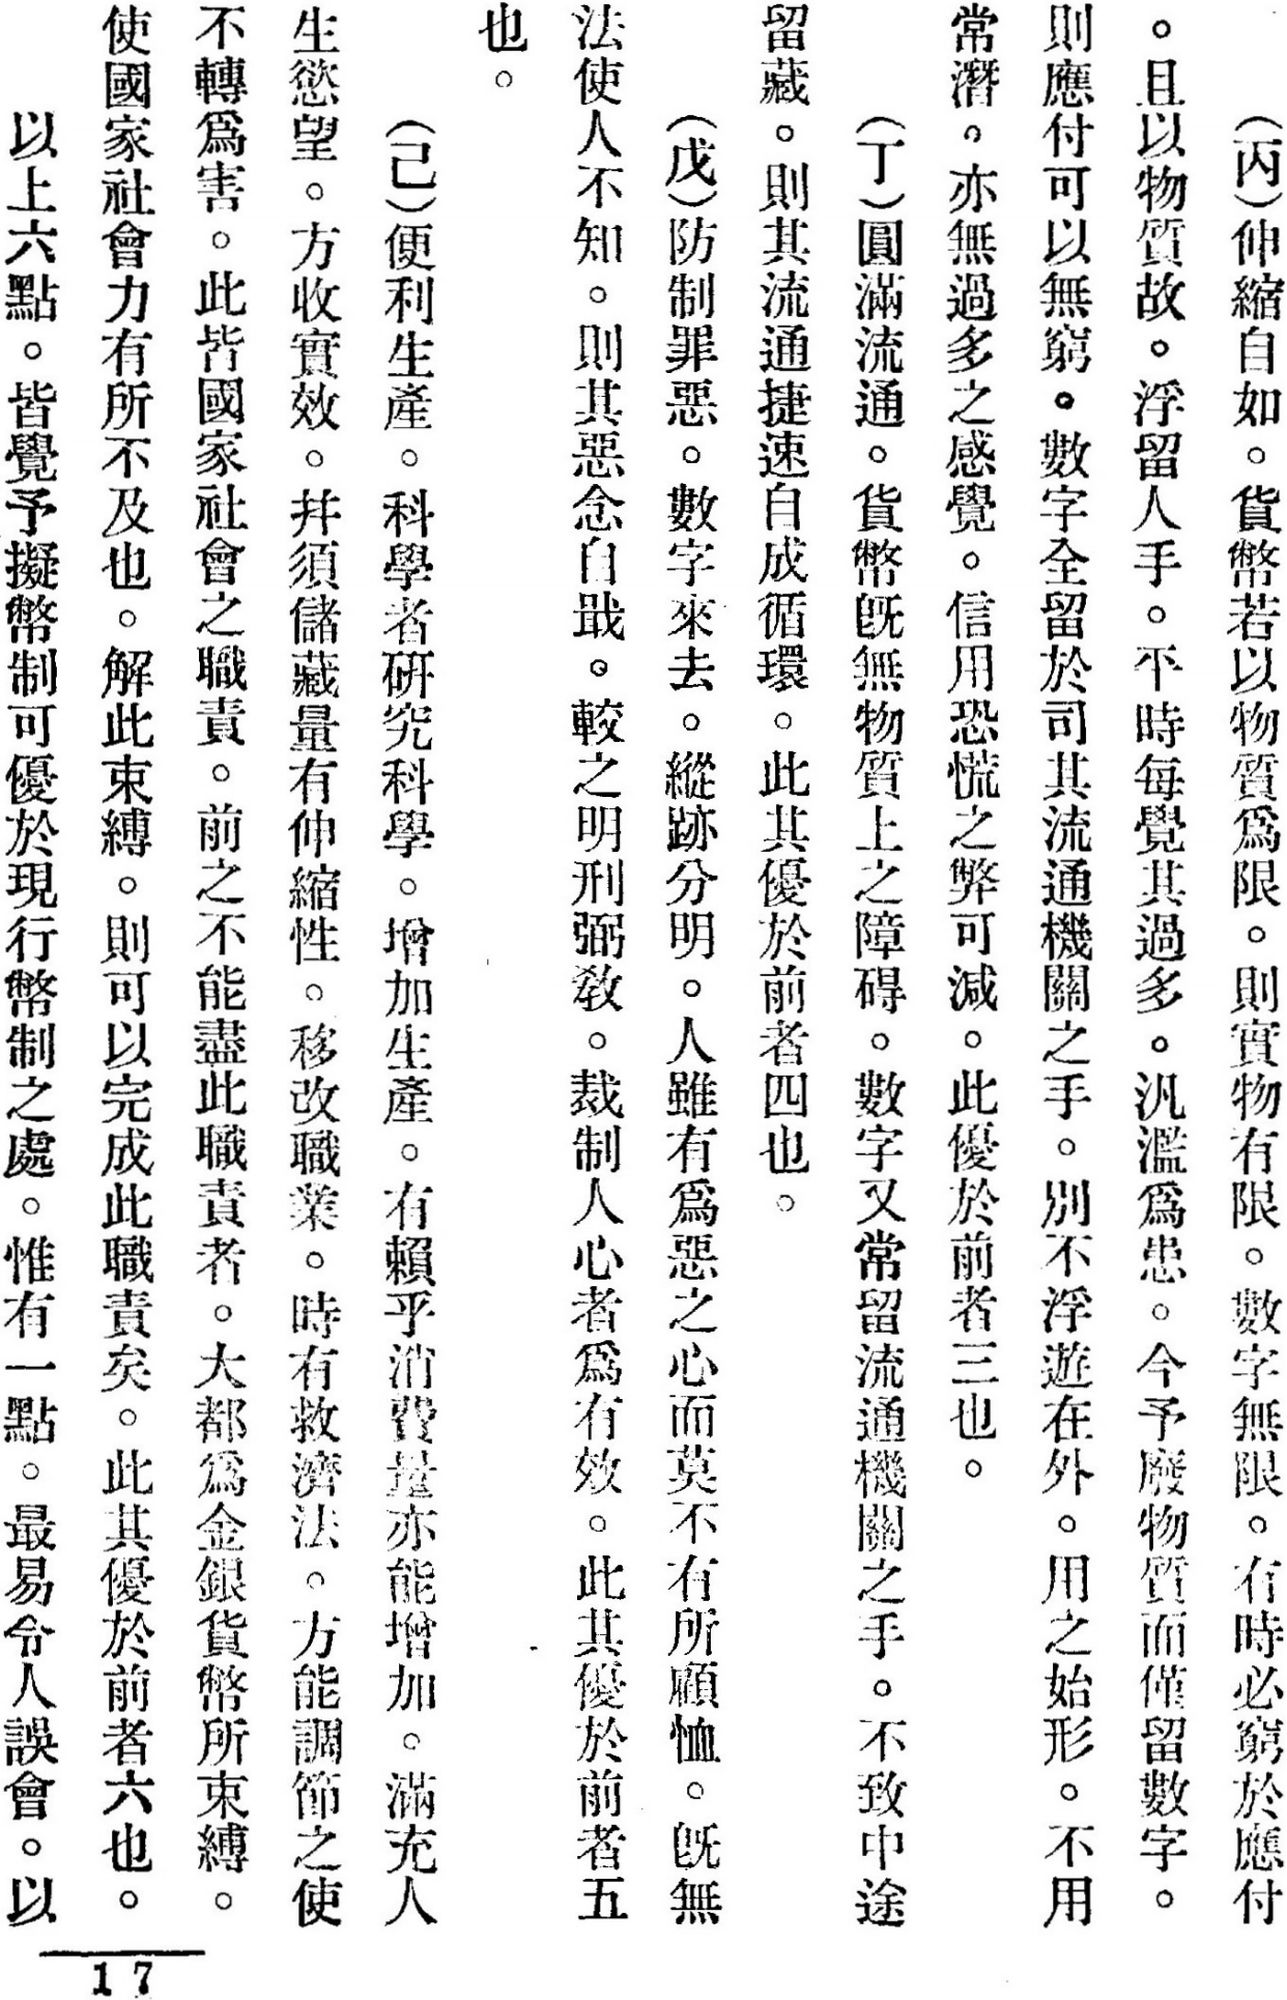 (丙)伸縮自如。貨幣若以物質爲限。則實物有限。數字無限。有時必窮於應付
。且以物質故。浮留人手。不時每覺其過多。汎濫爲患。今予廢物質而僅留數字。
則應付可以無窮。數字全留於司其流通機關之手。別不浮遊在外。用之始形。不用
常潛。亦無過多之感覺。信用恐慌之弊可減。此優於前者三也。
(丁)圓滿流通。貨幣旣無物質上之障碍。數字又常留流通機關之手。不致中途
留藏。則其流通捷速自成循環。此其優於前者四也。
(戊)防制罪惡。數字來去。縱跡分明。人雖有爲惡之心而莫不有所顧恤。旣無
法使人不知。則其惡念自戢。較之明刑弼敎。裁制人心者爲有效。此其優於前者五
也。
(己)便利生產。科學者研究科學。增加生產。有賴乎消費量亦能增加。滿充人
生慾望。方收實效。幷須儲藏量有伸縮性。移改職業。時有救濟法。方能調節之使
不轉爲害。此皆國家社會之職責。前之不能盡此職責者。大都爲金銀貨幣所束縛。
使國家社會力有所不及也。解此束縛。則可以完成此職責矣。此其優於前者六也。
以上六點。皆覺予擬幣制可優於現行幣制之處。惟有一點。最易令人誤會。以
17